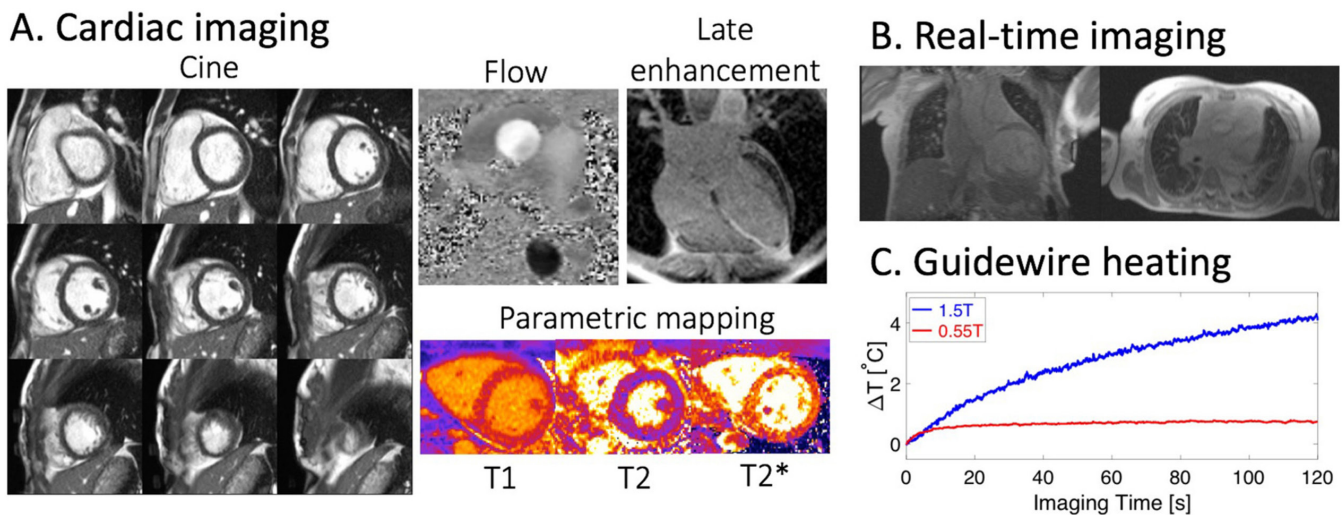 A. Cardiac imaging
Cine
Flow
Late
enhancement
Parametric mapping
T1
T2
T2*
B. Real-time imaging
C. Guidewire heating
1.5T
0.55T
ΔT [°C]
4
2
0
0 20 40 60 80 100 120
Imaging Time [s]